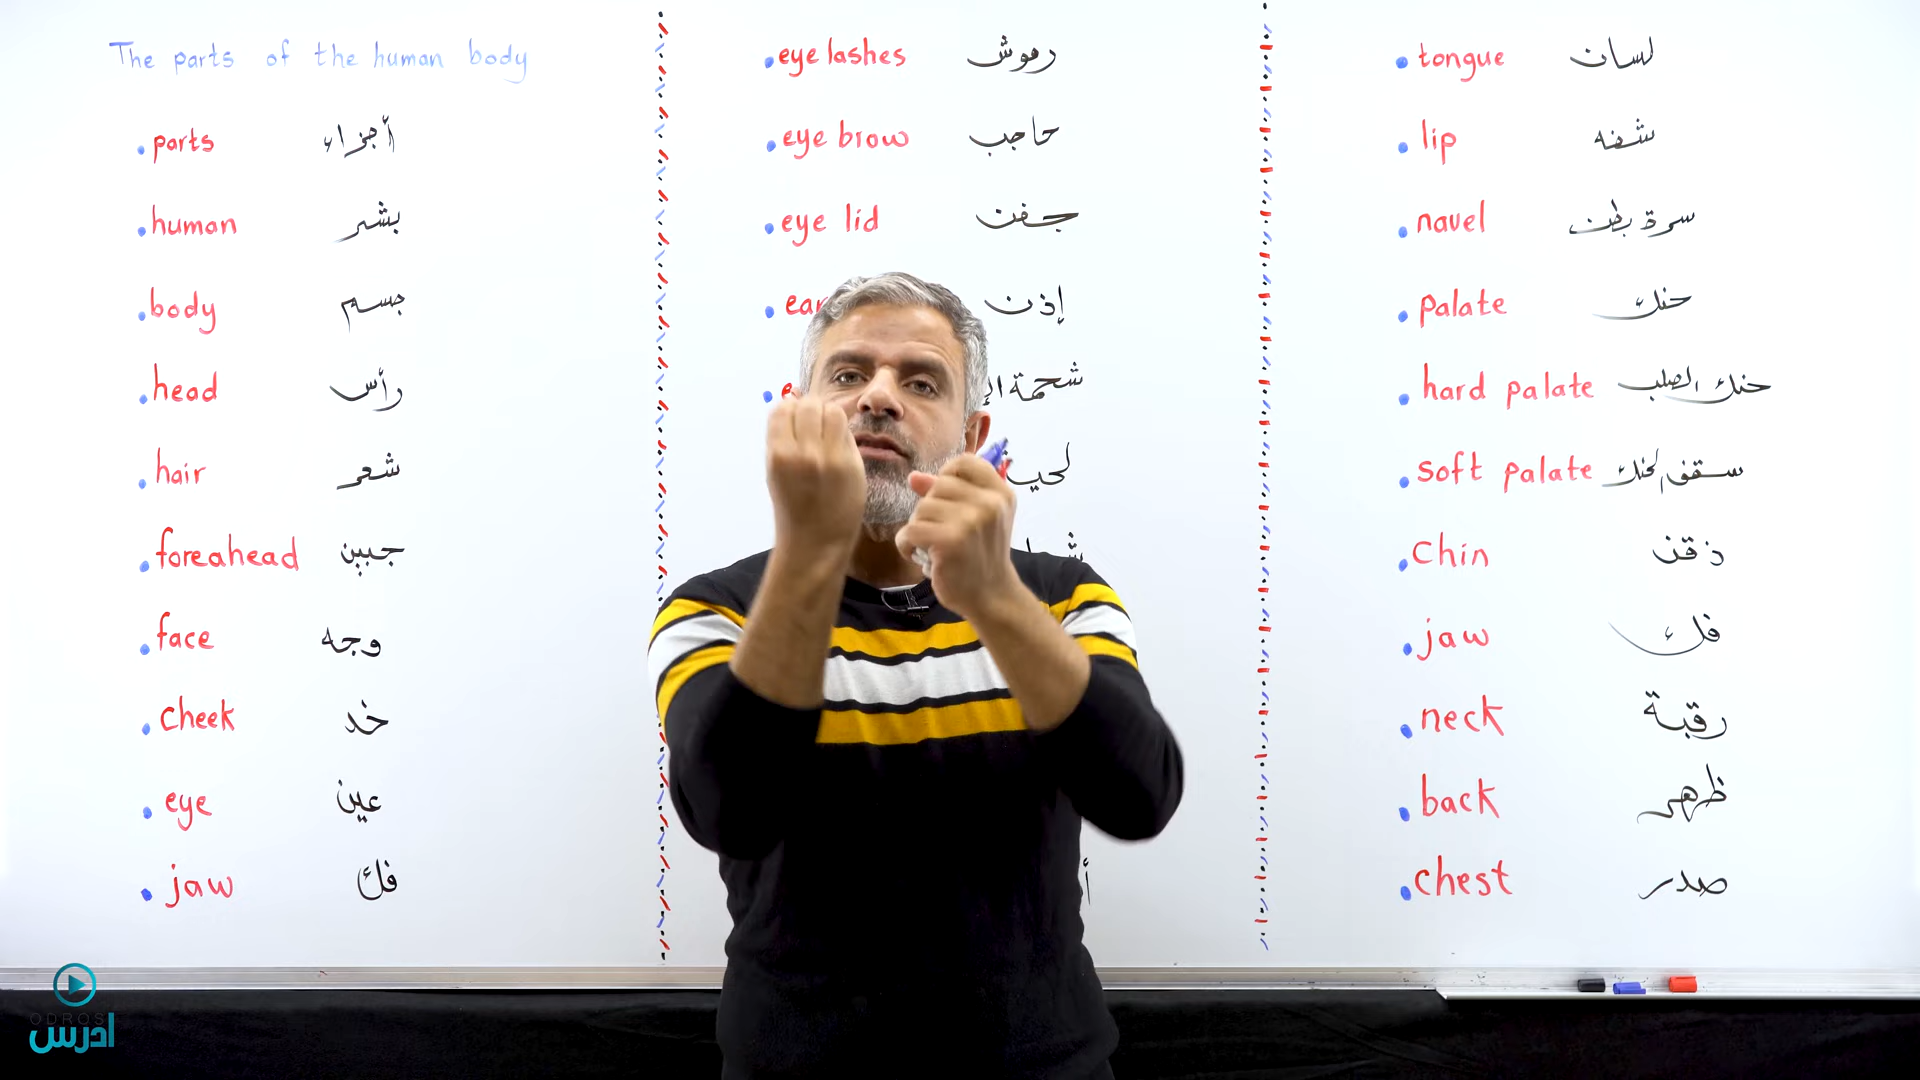 The parts of the human body
parts أجزاء
human بشر
body جسم
head رأس
hair شعر
foreahead جبين
face وجه
cheek خد
eye عين
jaw فك
eye lashes رموش
eye brow حاجب
eye lid جفن
ear إذن
شحمة
tongue لسان
lip شفه
navel سرة بطن
palate حنك
hard palate حنك الصلب
soft palate سقف الحنك
chin ذقن
jaw فك
neck رقبة
back ظهر
chest صدر
ODROS
ادرس